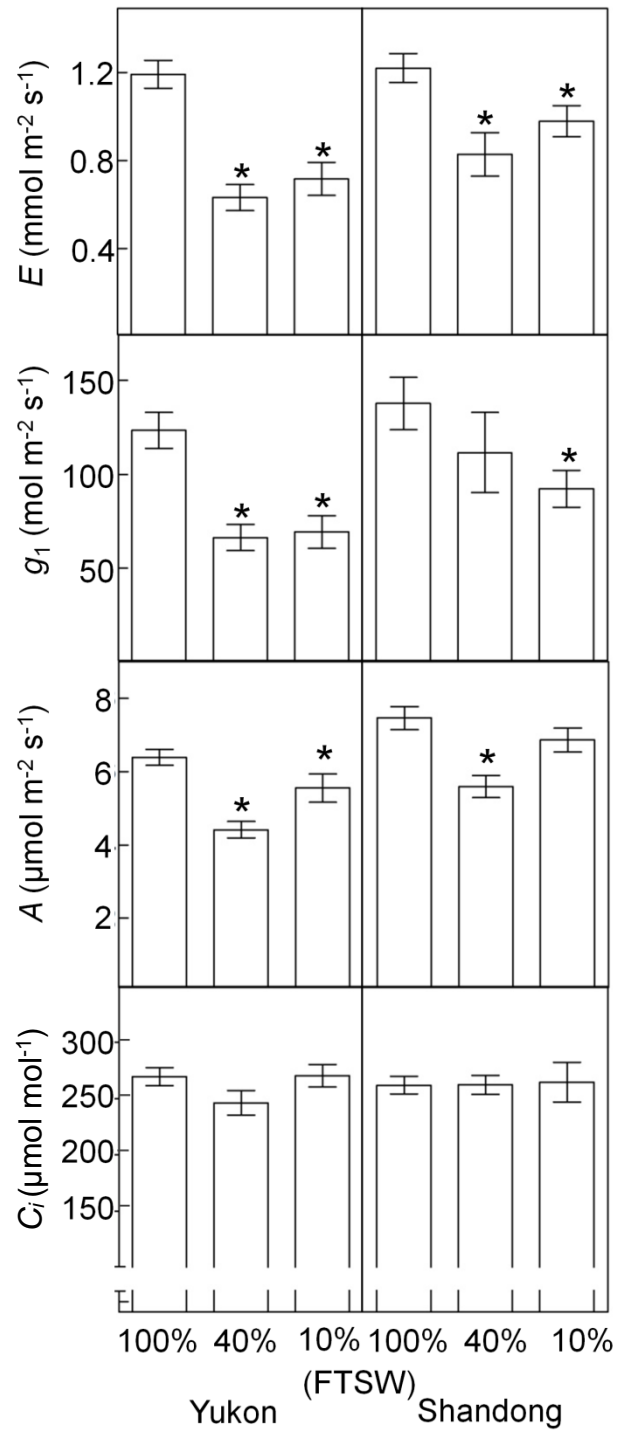 E (mmol m-2 s-1)
1.2
0.8
0.4
* * * *
g1 (mol m-2 s-1)
150
100
50
* * *
A (µmol m-2 s-1)
8
6
4
2
* * *
Ci (µmol mol-1)
300
250
200
150
100% 40% 10% 100% 40% 10%
(FTSW)
Yukon Shandong